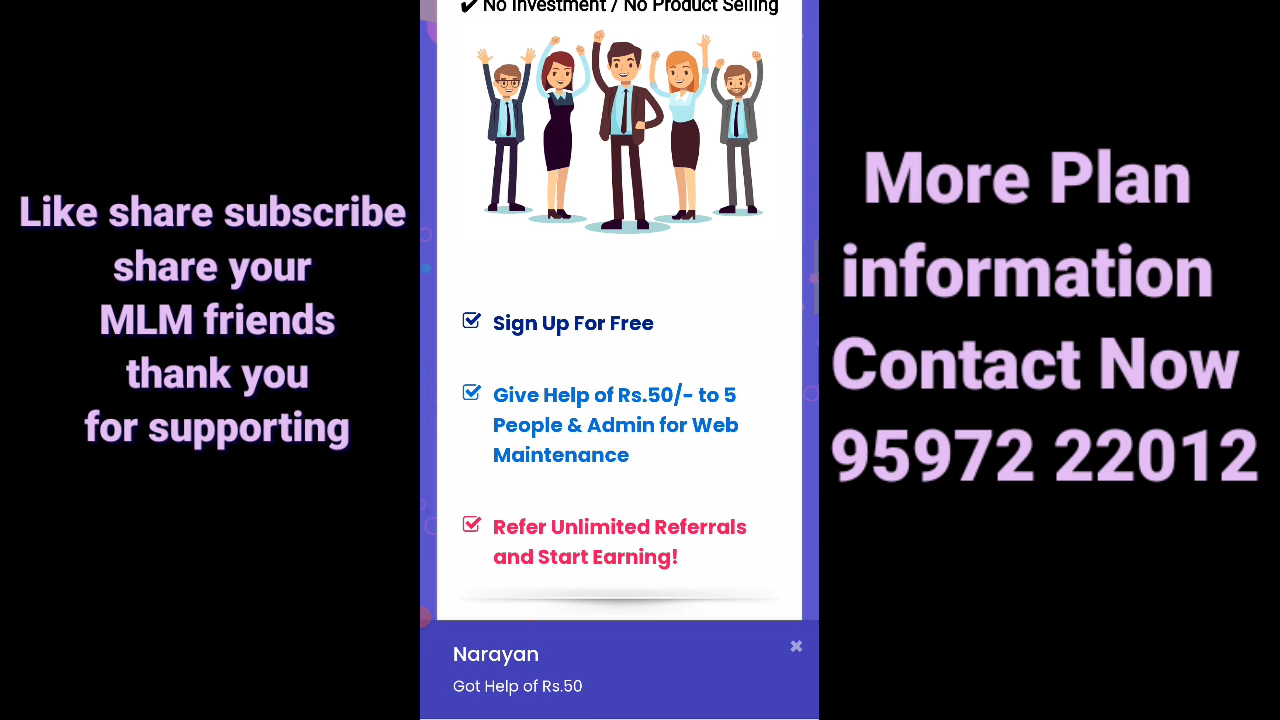 Like share subscribe
share your
MLM friends
thank you
for supporting
✔ No Investment / No Product Selling
Sign Up For Free
Give Help of Rs.50/- to 5
People & Admin for Web
Maintenance
Refer Unlimited Referrals
and Start Earning!
Narayan
Got Help of Rs.50
More Plan
information
Contact Now
95972 22012